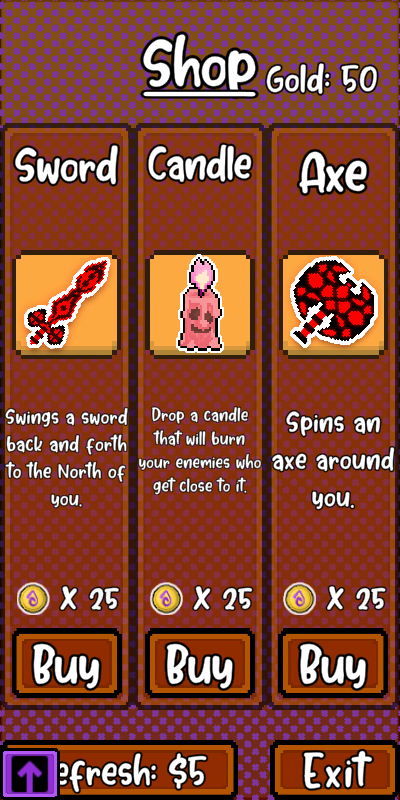 Shop
Gold: 50
Sword
Candle
Axe
Swings a sword
back and forth
to the North of
you.
Drop a candle
that will burn
your enemies who
get close to it.
Spins an
axe around
you.
X 25
X 25
X 25
Buy
Buy
Buy
efresh: $5
Exit